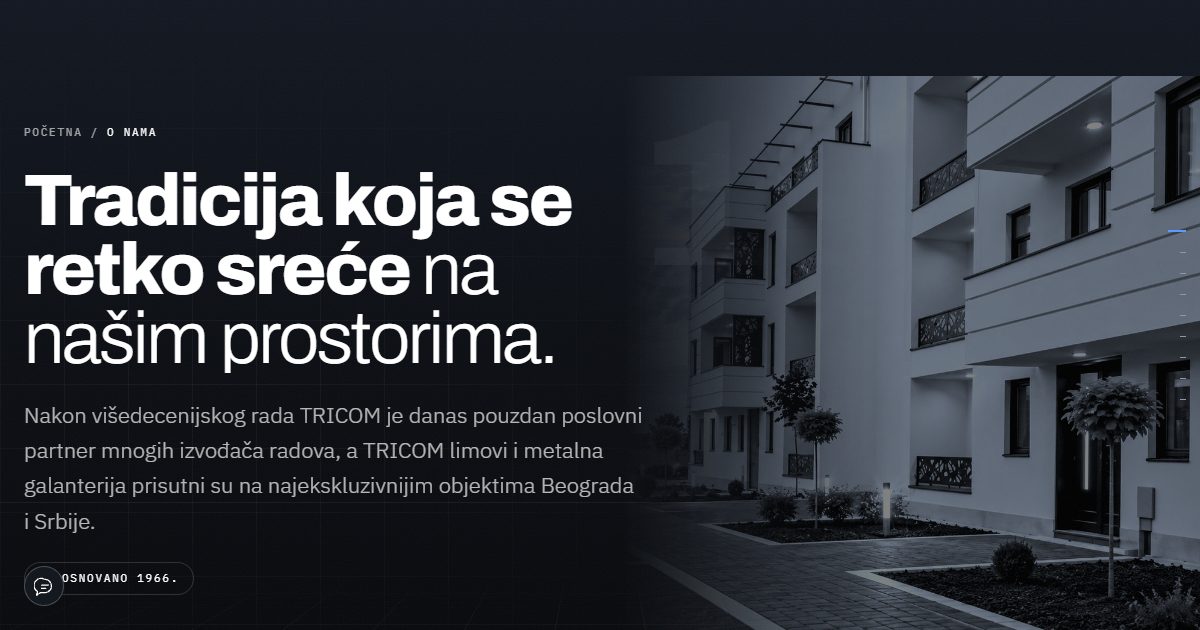 POČETNA / O NAMA
Tradicija koja se
retko sreće na
našim prostorima.
Nakon višedecenijskog rada TRICOM je danas pouzdan poslovni
partner mnogih izvođača radova, a TRICOM limovi i metalna
galanterija prisutni su na najekskluzivnijim objektima Beograda
i Srbije.
OSNOVANO 1966.